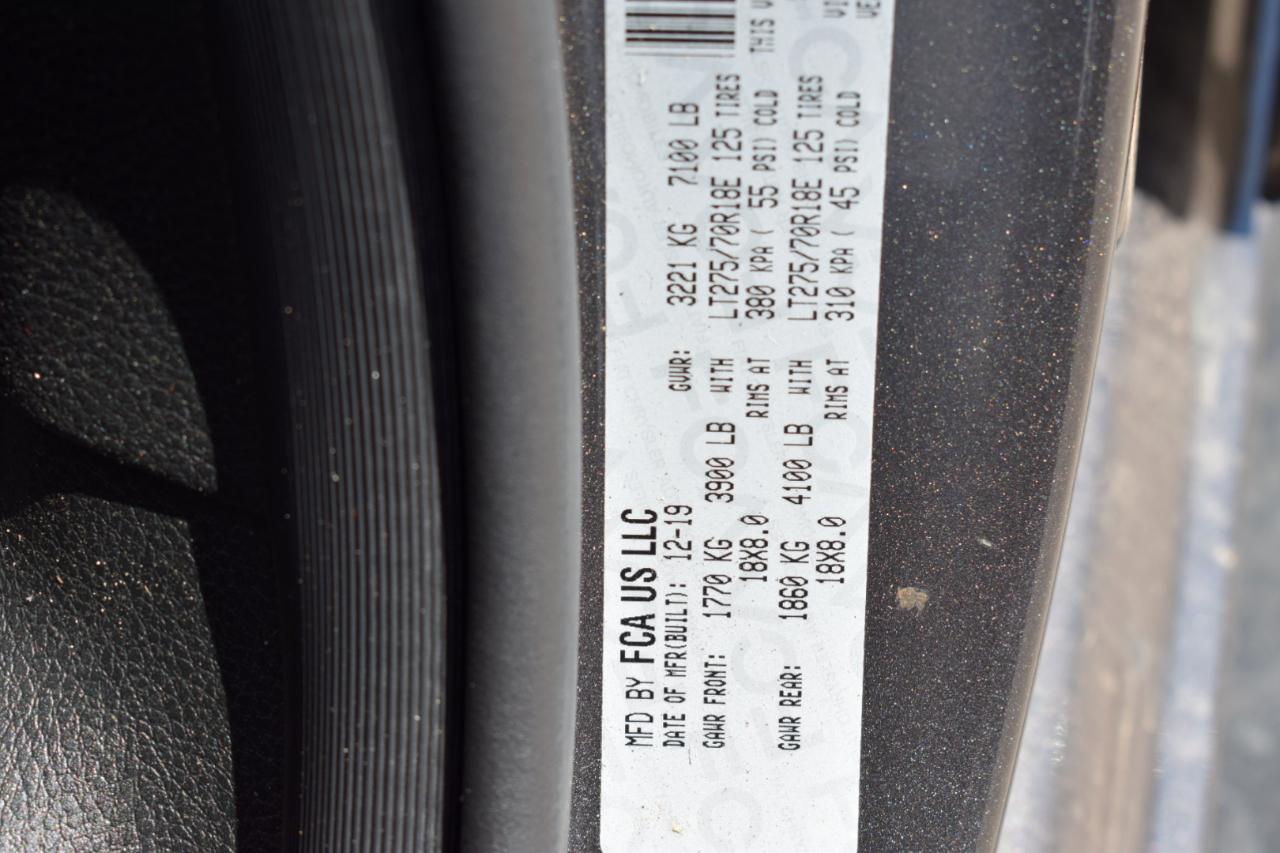 MFD BY FCA US LLC
DATE OF MFR(BUILT): 12-19 GVWR: 3221 KG 7100 LB
GAWR FRONT: 1770 KG 3900 LB WITH LT275/70R18E 125 TIRES
18X8.0 RIMS AT 380 KPA ( 55 PSI) COLD
THIS
GAWR REAR: 1860 KG 4100 LB WITH LT275/70R18E 125 TIRES
18X8.0 RIMS AT 310 KPA ( 45 PSI) COLD